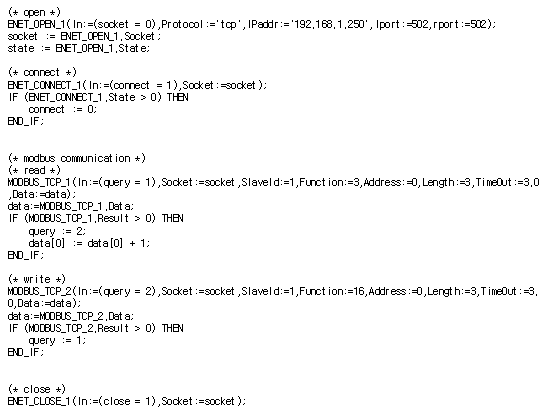 (* open *)
ENET_OPEN_1(In:=(socket = 0),Protocol:='tcp',IPaddr:='192.168.1.250', lport:=502,rport:=502);
socket := ENET_OPEN_1.Socket;
state := ENET_OPEN_1.State;
(* connect *)
ENET_CONNECT_1(In:=(connect = 1),Socket:=socket);
IF (ENET_CONNECT_1.State > 0) THEN
connect := 0;
END_IF;
(* modbus communication *)
(* read *)
MODBUS_TCP_1(In:=(query = 1),Socket:=socket,SlaveId:=1,Function:=3,Address:=0,Length:=3,TimeOut:=3.0
,Data:=data);
data:=MODBUS_TCP_1.Data;
IF (MODBUS_TCP_1.Result > 0) THEN
query := 2;
data[0] := data[0] + 1;
END_IF;
(* write *)
MODBUS_TCP_2(In:=(query = 2),Socket:=socket,SlaveId:=1,Function:=16,Address:=0,Length:=3,TimeOut:=3.
0,Data:=data);
data:=MODBUS_TCP_2.Data;
IF (MODBUS_TCP_2.Result > 0) THEN
query := 1;
END_IF;
(* close *)
ENET_CLOSE_1(In:=(close = 1),Socket:=socket);